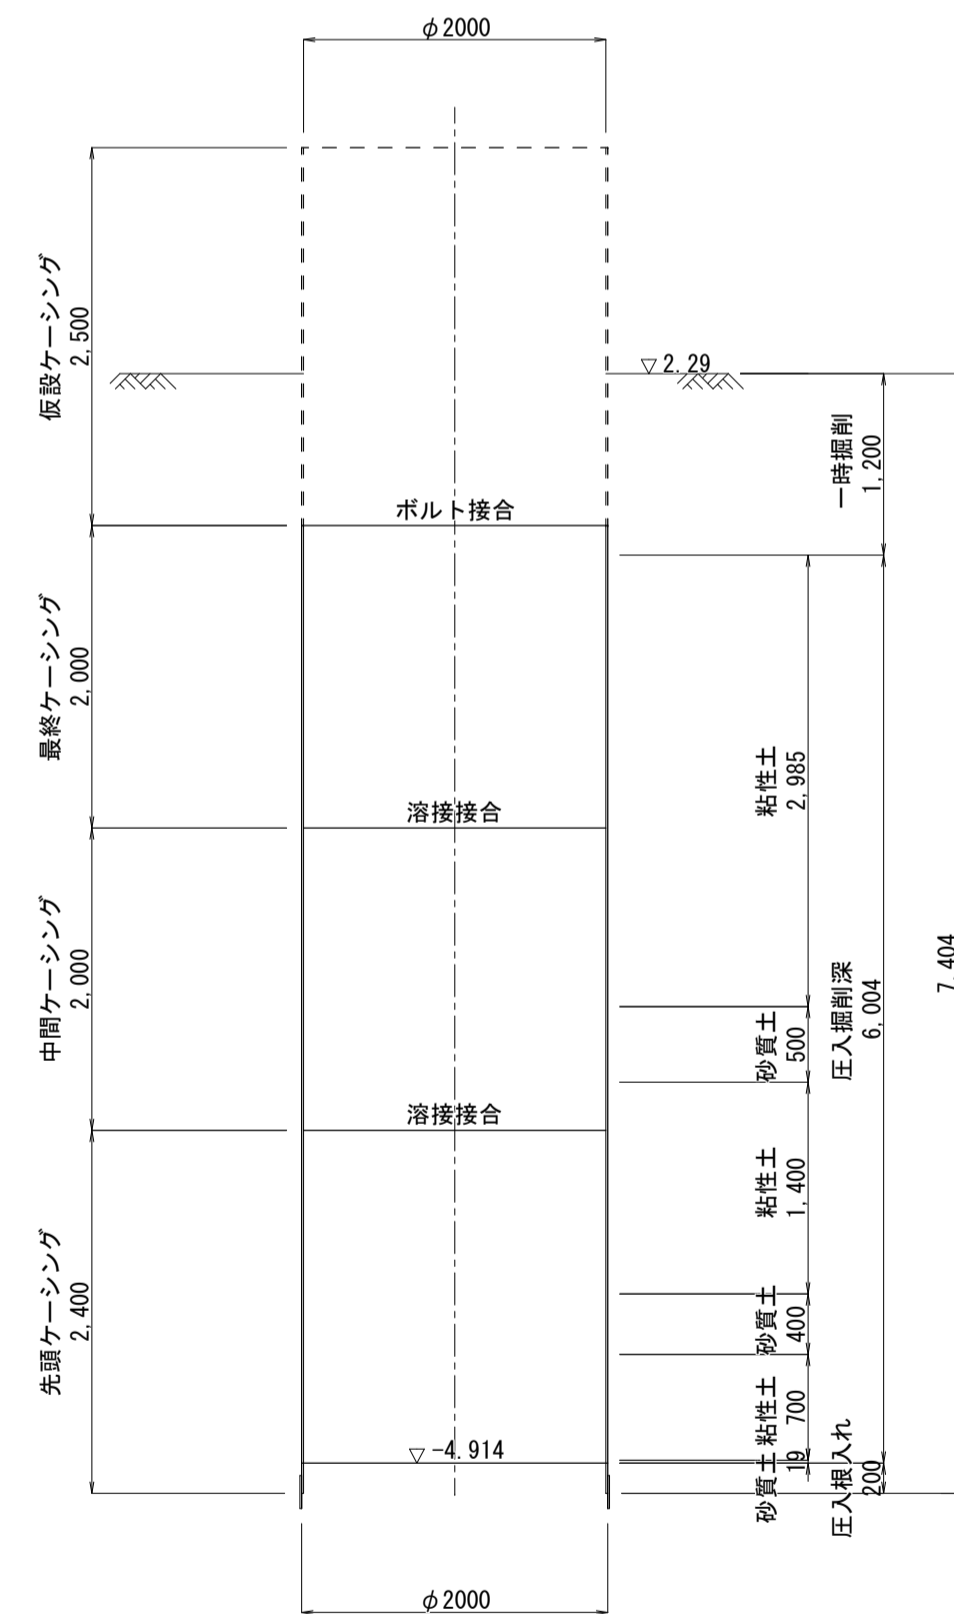 φ2000
仮設ケーシング
2,500
▽ 2.29
一時掘削
1,200
ボルト接合
最終ケーシング
2,000
粘性土
2,985
溶接接合
中間ケーシング
2,000
砂質土
500
圧入掘削深
6,004
7,404
溶接接合
粘性土
1,400
先頭ケーシング
2,400
砂質土
400
粘性土
700
▽ -4.914
砂質土
19
圧入根入れ
200
φ2000